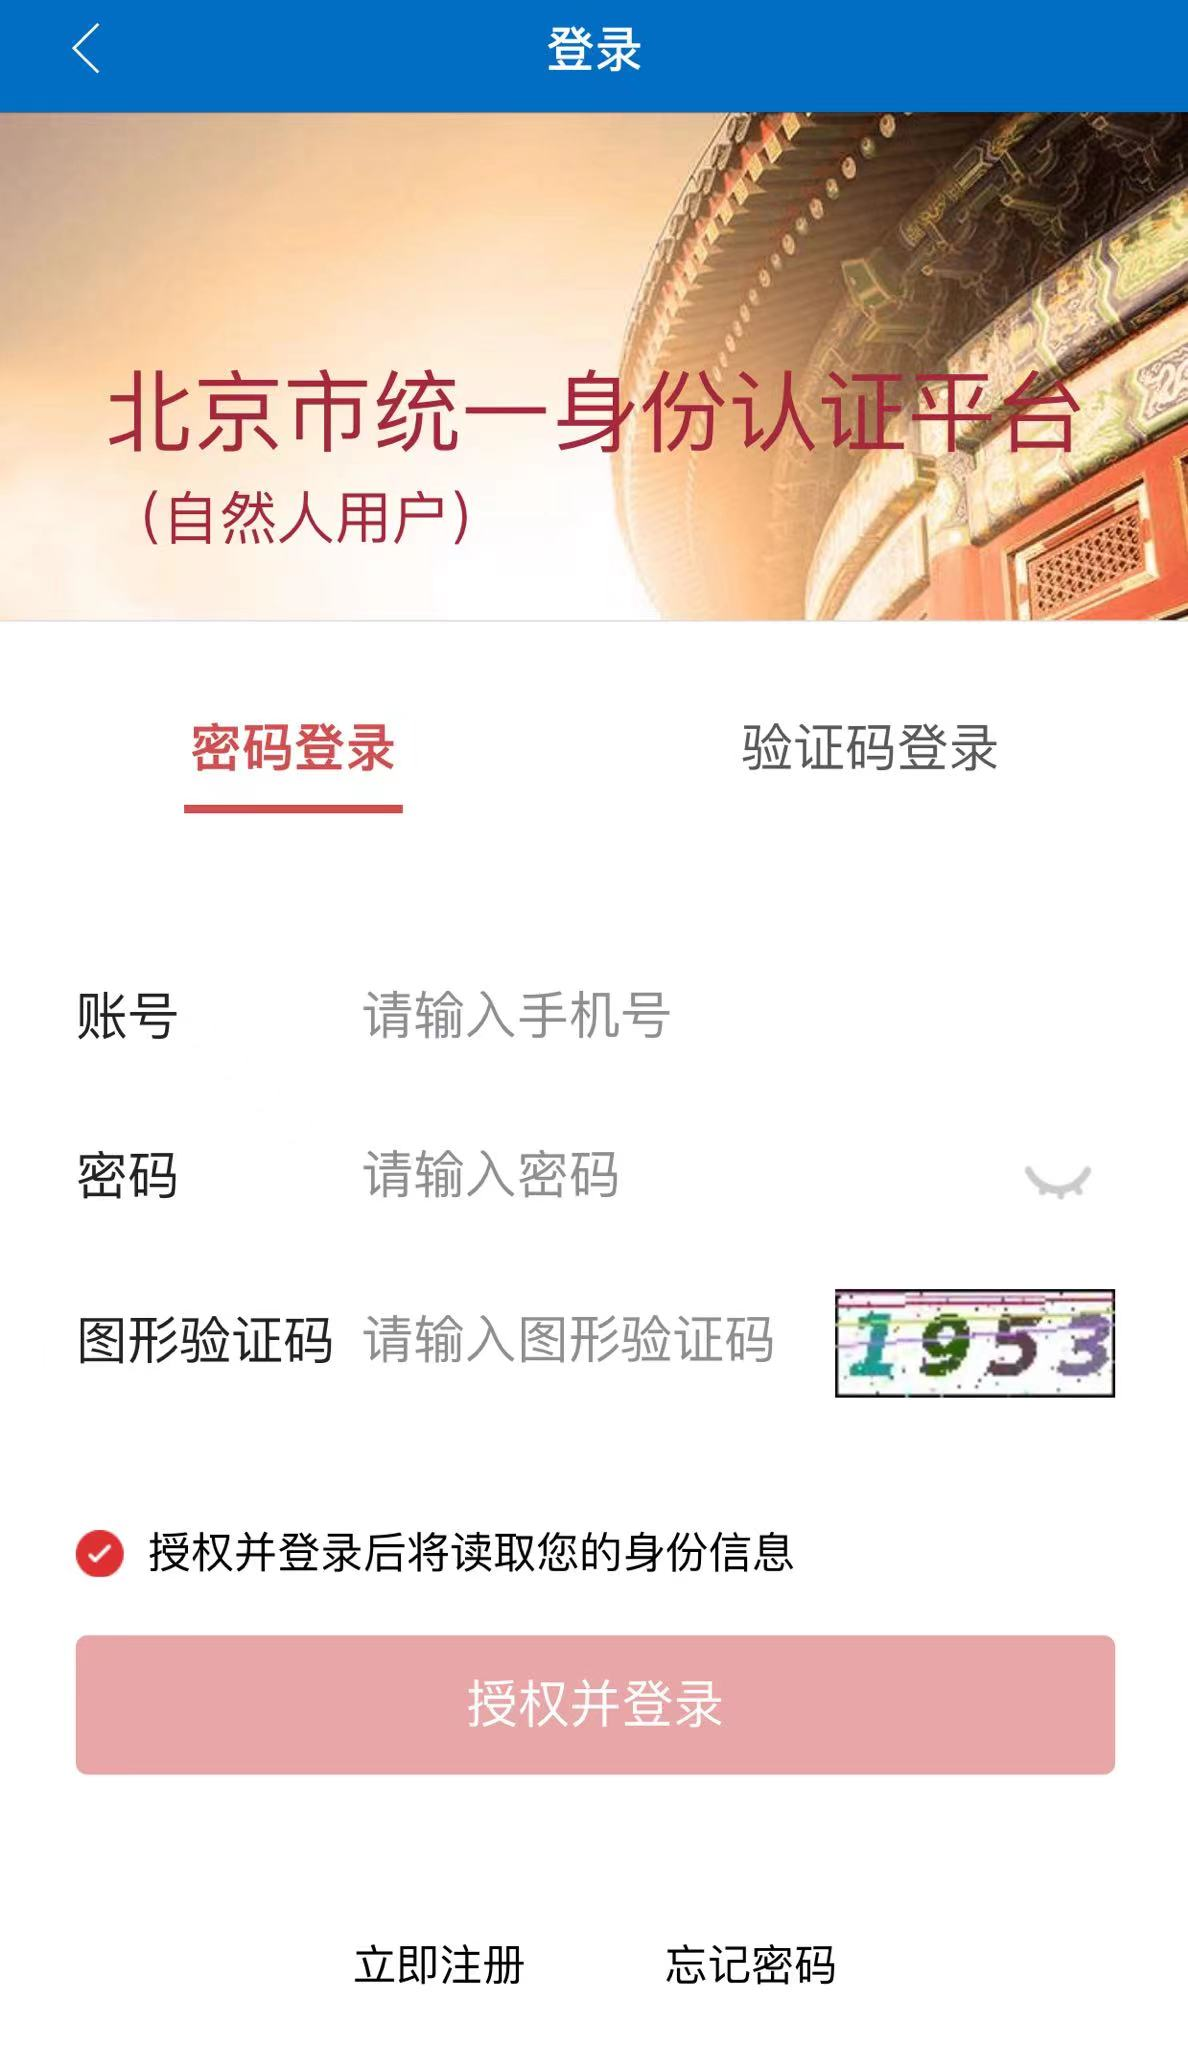 登录
北京市统一身份认证平台
(自然人用户)
密码登录 验证码登录
账号 请输入手机号
密码 请输入密码
图形验证码 请输入图形验证码 1953
授权并登录后将读取您的身份信息
授权并登录
立即注册 忘记密码